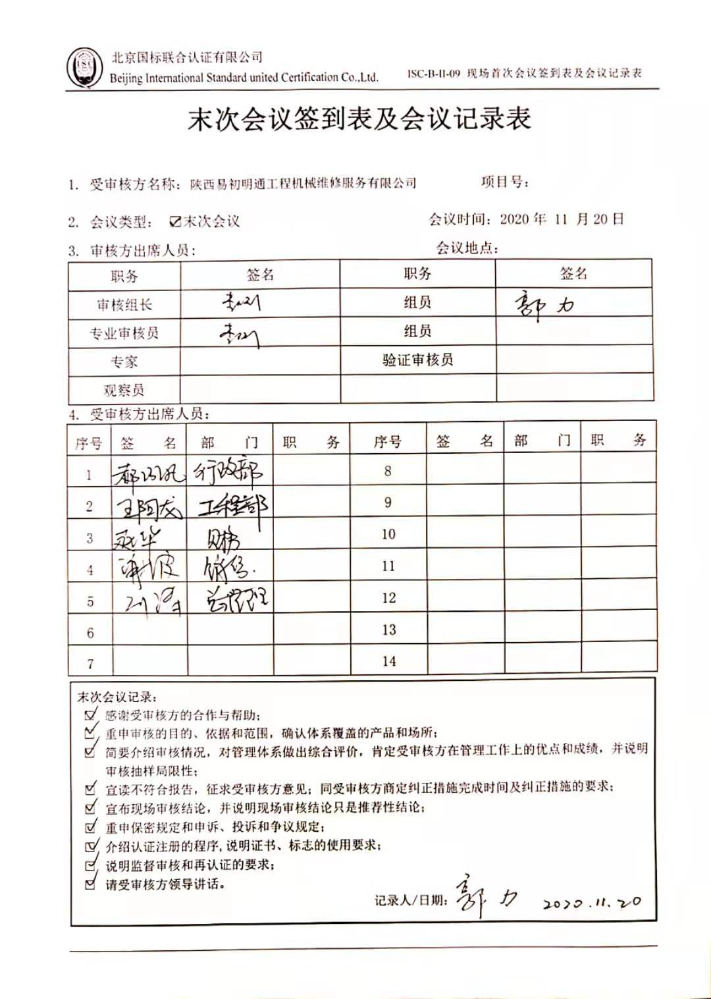 ISC
北京国标联合认证有限公司
Beijing International Standard united Certification Co.,Ltd.
ISC-B-II-09 现场首次会议签到表及会议记录表
末次会议签到表及会议记录表
1. 受审核方名称：陕西易初明通工程机械维修服务有限公司 项目号：
2. 会议类型： ☑末次会议 会议时间：2020 年 11 月 20 日
3. 审核方出席人员： 会议地点：
职务 签名 职务 签名
审核组长 组员 郭力
专业审核员 组员
专家 验证审核员
观察员
4. 受审核方出席人员：
序号 签 名 部 门 职 务 序号 签 名 部 门 职 务
1 行政部 8
2 工程部 9
3 财务 10
4 销售 11
5 刘涛 总经理 12
6 13
7 14
末次会议记录：
☑ 感谢受审核方的合作与帮助；
☑ 重申审核的目的、依据和范围，确认体系覆盖的产品和场所；
☑ 简要介绍审核情况，对管理体系做出综合评价，肯定受审核方在管理工作上的优点和成绩，并说明
审核抽样局限性；
☑ 宣读不符合报告，征求受审核方意见；同受审核方商定纠正措施完成时间及纠正措施的要求；
☑ 宣布现场审核结论，并说明现场审核结论只是推荐性结论；
☑ 重申保密规定和申诉、投诉和争议规定；
☑ 介绍认证注册的程序,说明证书、标志的使用要求；
☑ 说明监督审核和再认证的要求；
☑ 请受审核方领导讲话。
记录人/日期：郭力 2020.11.20